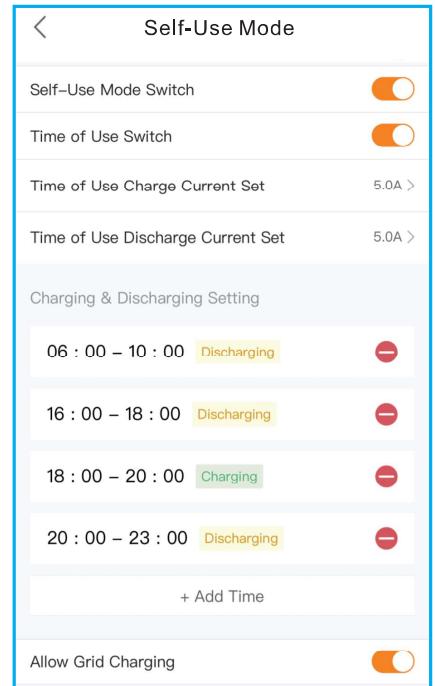 Self-Use Mode
Self-Use Mode Switch
Time of Use Switch
Time of Use Charge Current Set 5.0A >
Time of Use Discharge Current Set 5.0A >
Charging & Discharging Setting
06 : 00 – 10 : 00 Discharging
16 : 00 – 18 : 00 Discharging
18 : 00 – 20 : 00 Charging
20 : 00 – 23 : 00 Discharging
+ Add Time
Allow Grid Charging